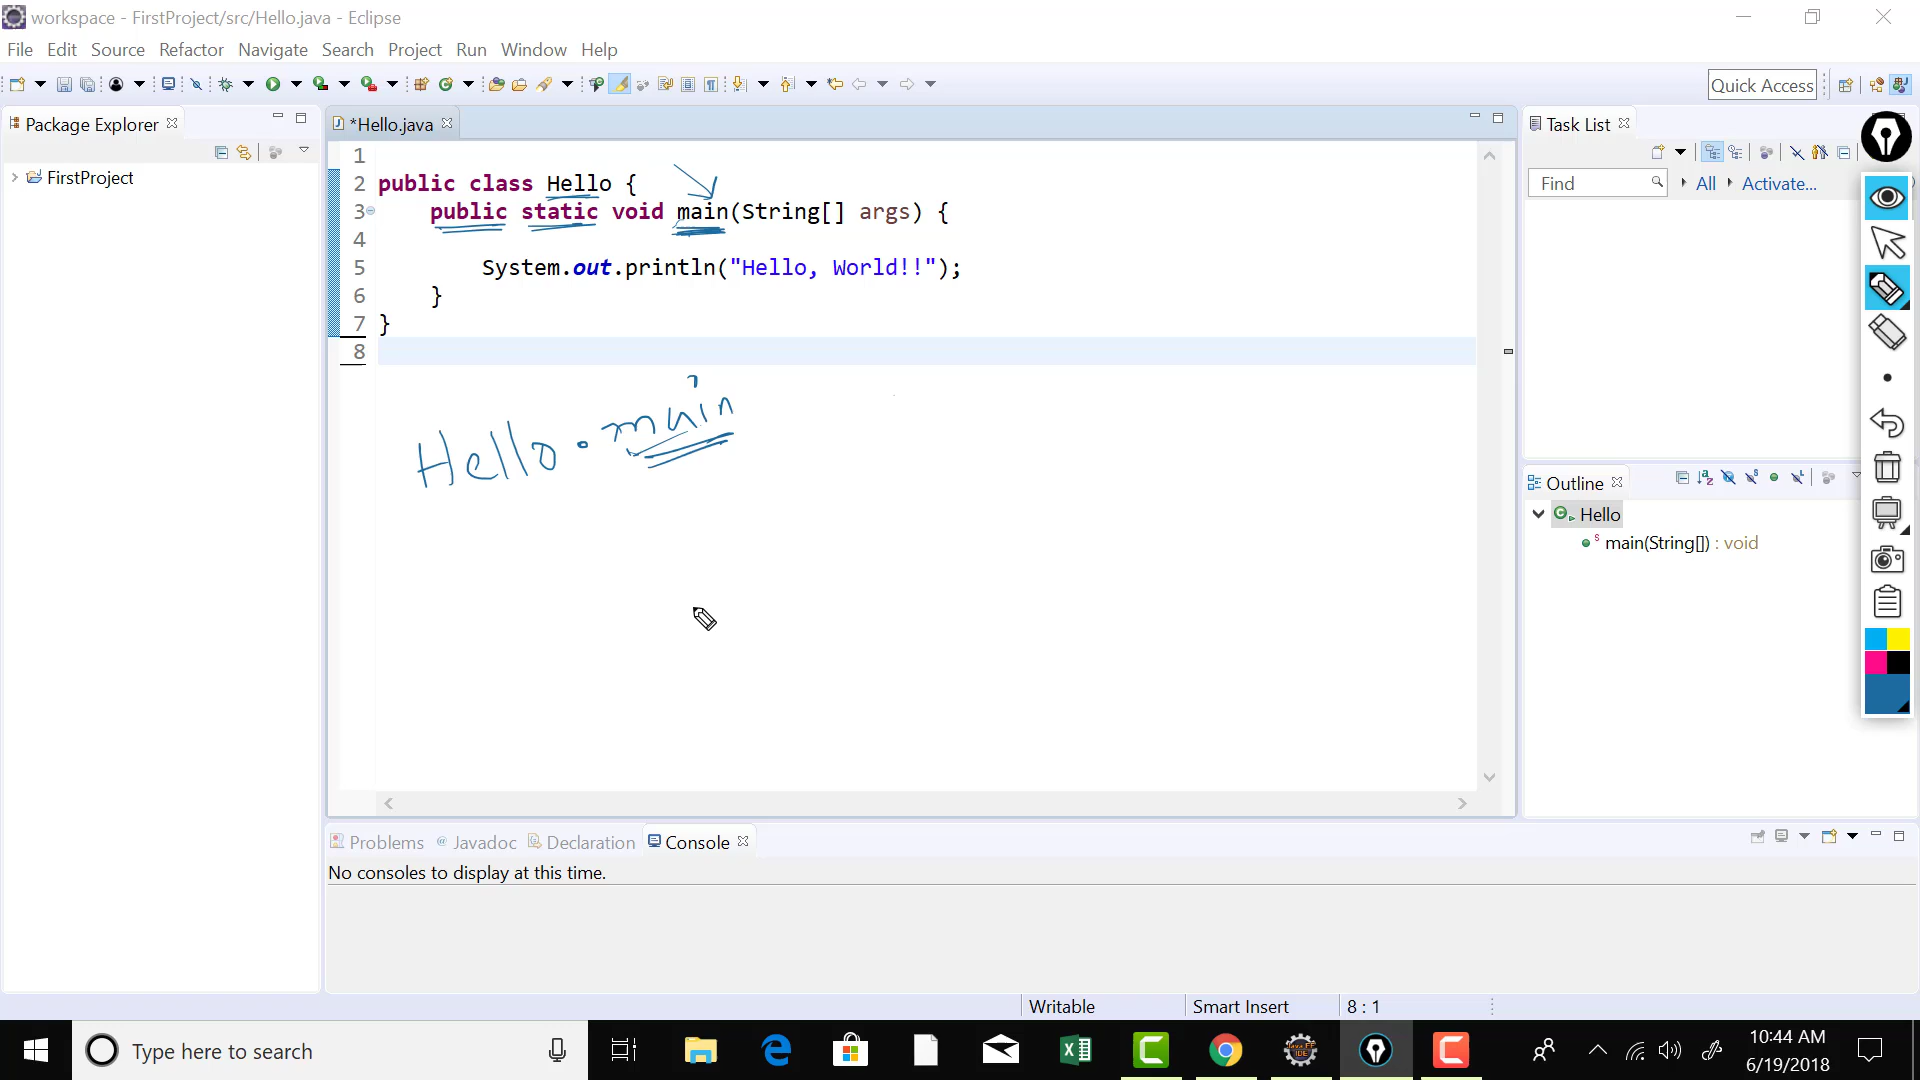 workspace - FirstProject/src/Hello.java - Eclipse
File Edit Source Refactor Navigate Search Project Run Window Help
Quick Access
Package Explorer
*Hello.java
Task List
1
2 public class Hello {
3 public static void main(String[] args) {
4
5 System.out.println("Hello, World!!");
6 }
7 }
8
FirstProject
Find All Activate...
Hello.main
Outline
Hello
main(String[]) : void
Problems Javadoc Declaration Console
No consoles to display at this time.
Writable Smart Insert 8 : 1
Type here to search
10:44 AM
6/19/2018